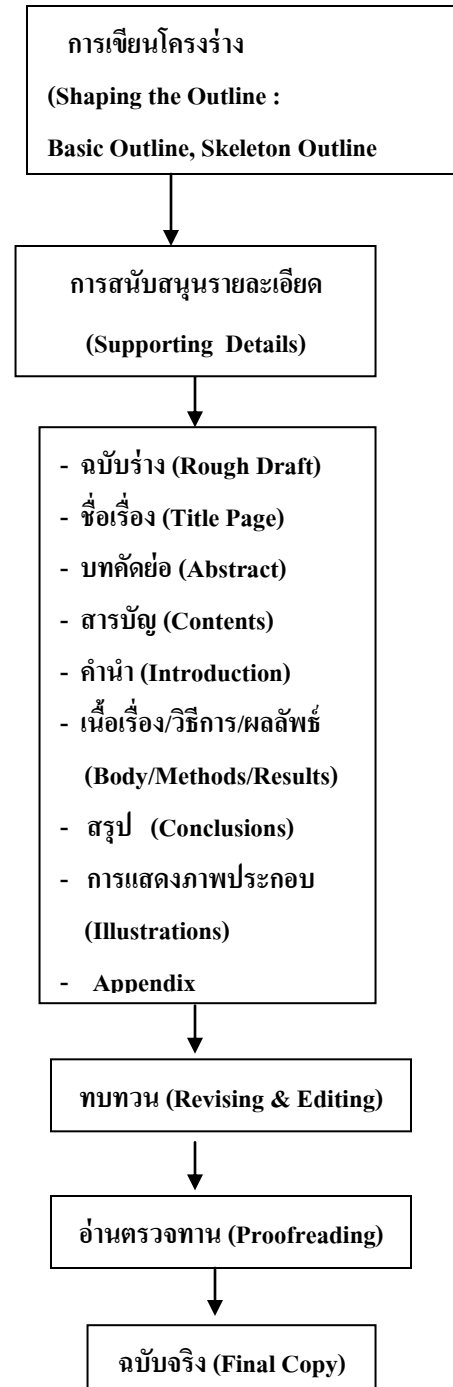 การเขียนโครงร่าง
(Shaping the Outline :
Basic Outline, Skeleton Outline
การสนับสนุนรายละเอียด
(Supporting Details)
- ฉบับร่าง (Rough Draft)
- ชื่อเรื่อง (Title Page)
- บทคัดย่อ (Abstract)
- สารบัญ (Contents)
- คำนำ (Introduction)
- เนื้อเรื่อง/วิธีการ/ผลลัพธ์
(Body/Methods/Results)
- สรุป (Conclusions)
- การแสดงภาพประกอบ
(Illustrations)
- Appendix
ทบทวน (Revising & Editing)
อ่านตรวจทาน (Proofreading)
ฉบับจริง (Final Copy)